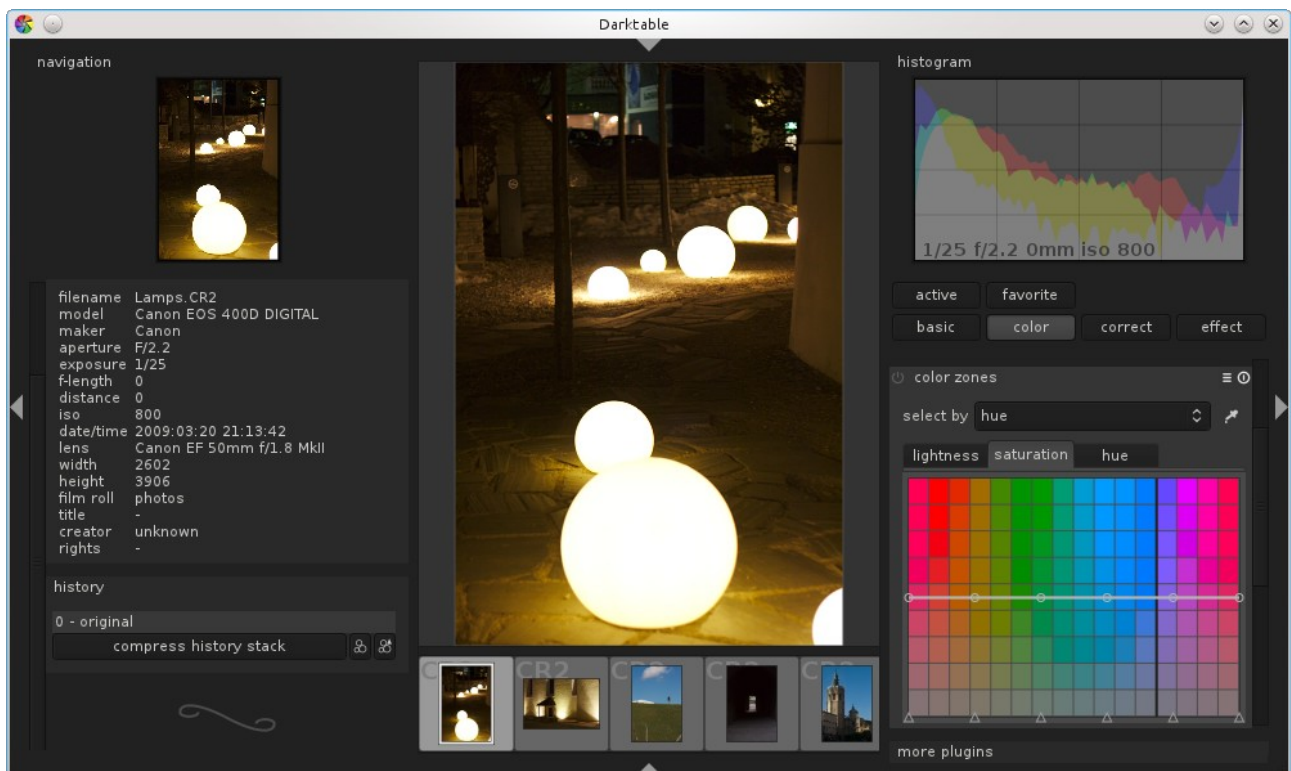 Darktable
navigation
filename Lamps.CR2
model Canon EOS 400D DIGITAL
maker Canon
aperture F/2.2
exposure 1/25
f-length 0
distance 0
iso 800
date/time 2009:03:20 21:13:42
lens Canon EF 50mm f/1.8 MkII
width 2602
height 3906
film roll photos
title -
creator unknown
rights -
history
0 - original
compress history stack
CR2
CR2
CR2
CR2
histogram
1/25 f/2.2 0mm iso 800
active favorite
basic color correct effect
color zones
select by hue
lightness saturation hue
more plugins